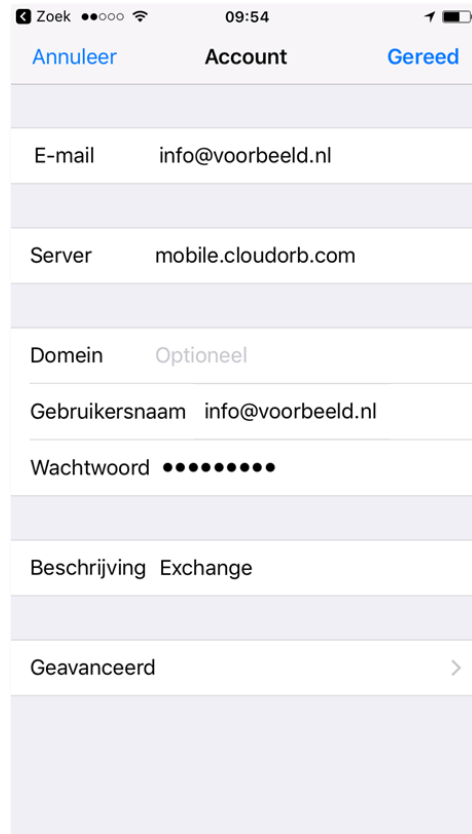 Zoek 09:54
Annuleer Account Gereed
E-mail info@voorbeeld.nl
Server mobile.cloudorb.com
Domein Optioneel
Gebruikersnaam info@voorbeeld.nl
Wachtwoord ●●●●●●●●●
Beschrijving Exchange
Geavanceerd